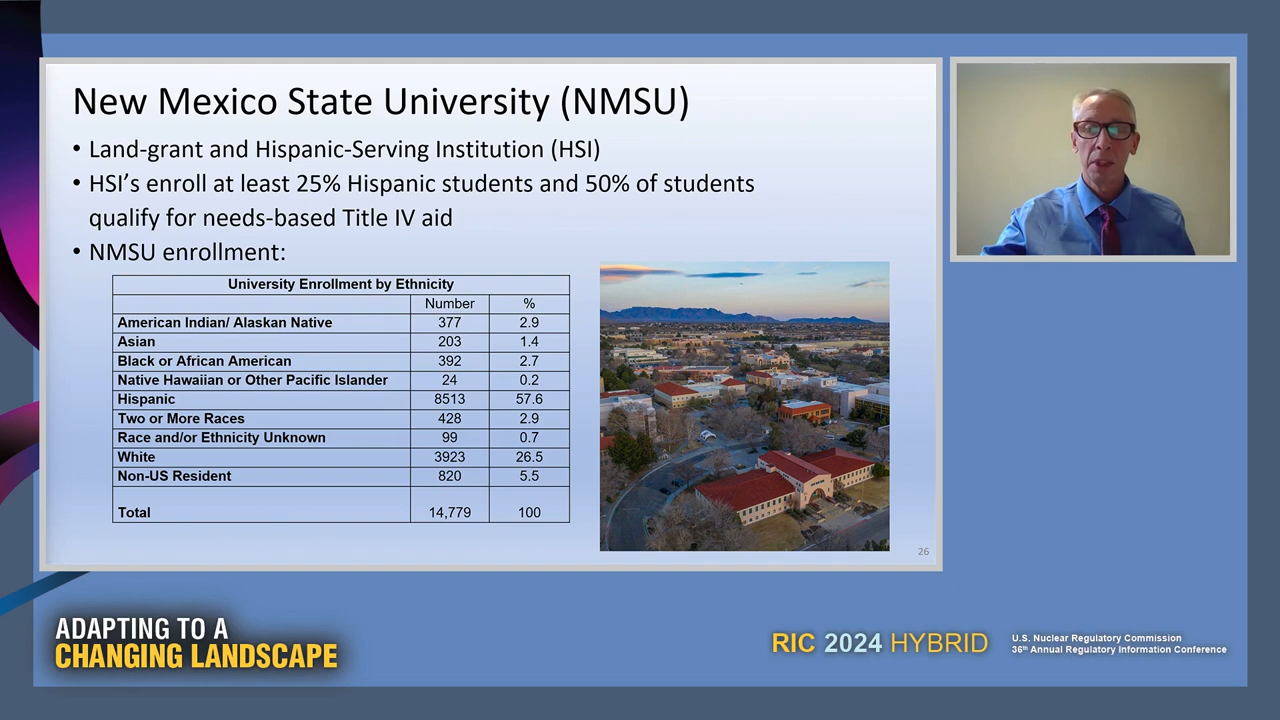 New Mexico State University (NMSU)
• Land-grant and Hispanic-Serving Institution (HSI)
• HSI’s enroll at least 25% Hispanic students and 50% of students
qualify for needs-based Title IV aid
• NMSU enrollment:
University Enrollment by Ethnicity
Number %
American Indian/ Alaskan Native 377 2.9
Asian 203 1.4
Black or African American 392 2.7
Native Hawaiian or Other Pacific Islander 24 0.2
Hispanic 8513 57.6
Two or More Races 428 2.9
Race and/or Ethnicity Unknown 99 0.7
White 3923 26.5
Non-US Resident 820 5.5
Total 14,779 100
26
ADAPTING TO A
CHANGING LANDSCAPE
RIC 2024 HYBRID
U.S. Nuclear Regulatory Commission
36th Annual Regulatory Information Conference